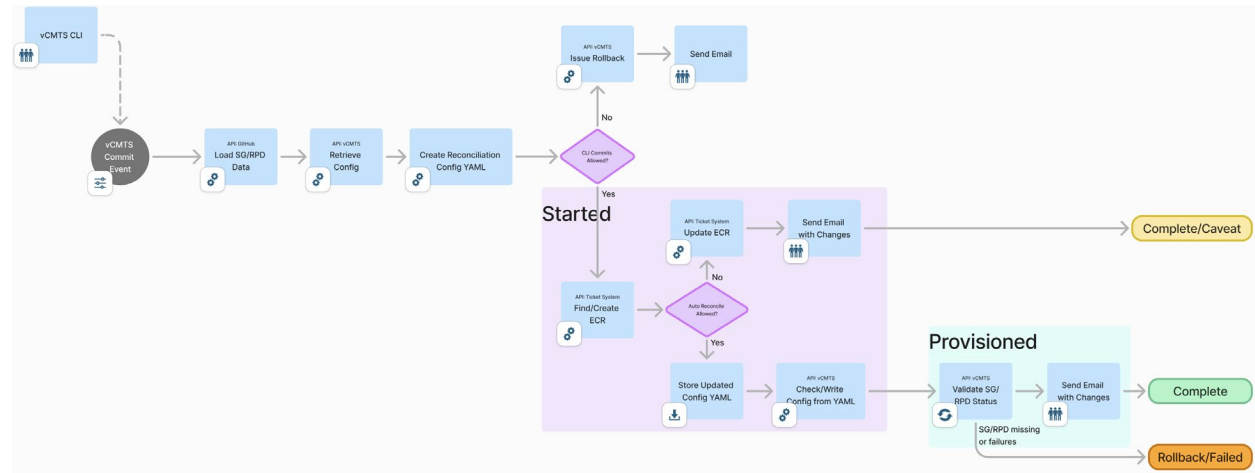 vCMTS CLI
API: vCMTS
Issue Rollback
Send Email
No
vCMTS
Commit
Event
API: GitHub
Load SG/RPD
Data
API: vCMTS
Retrieve
Config
Create Reconciliation
Config YAML
CLI Commits
Allowed?
Yes
Started
API: Ticket System
Update ECR
Send Email
with Changes
Complete/Caveat
No
API: Ticket System
Find/Create
ECR
Auto Reconcile
Allowed?
Yes
Store Updated
Config YAML
API: vCMTS
Check/Write
Config from YAML
Provisioned
API: vCMTS
Validate SG/
RPD Status
Send Email
with Changes
Complete
SG/RPD missing
or failures
Rollback/Failed